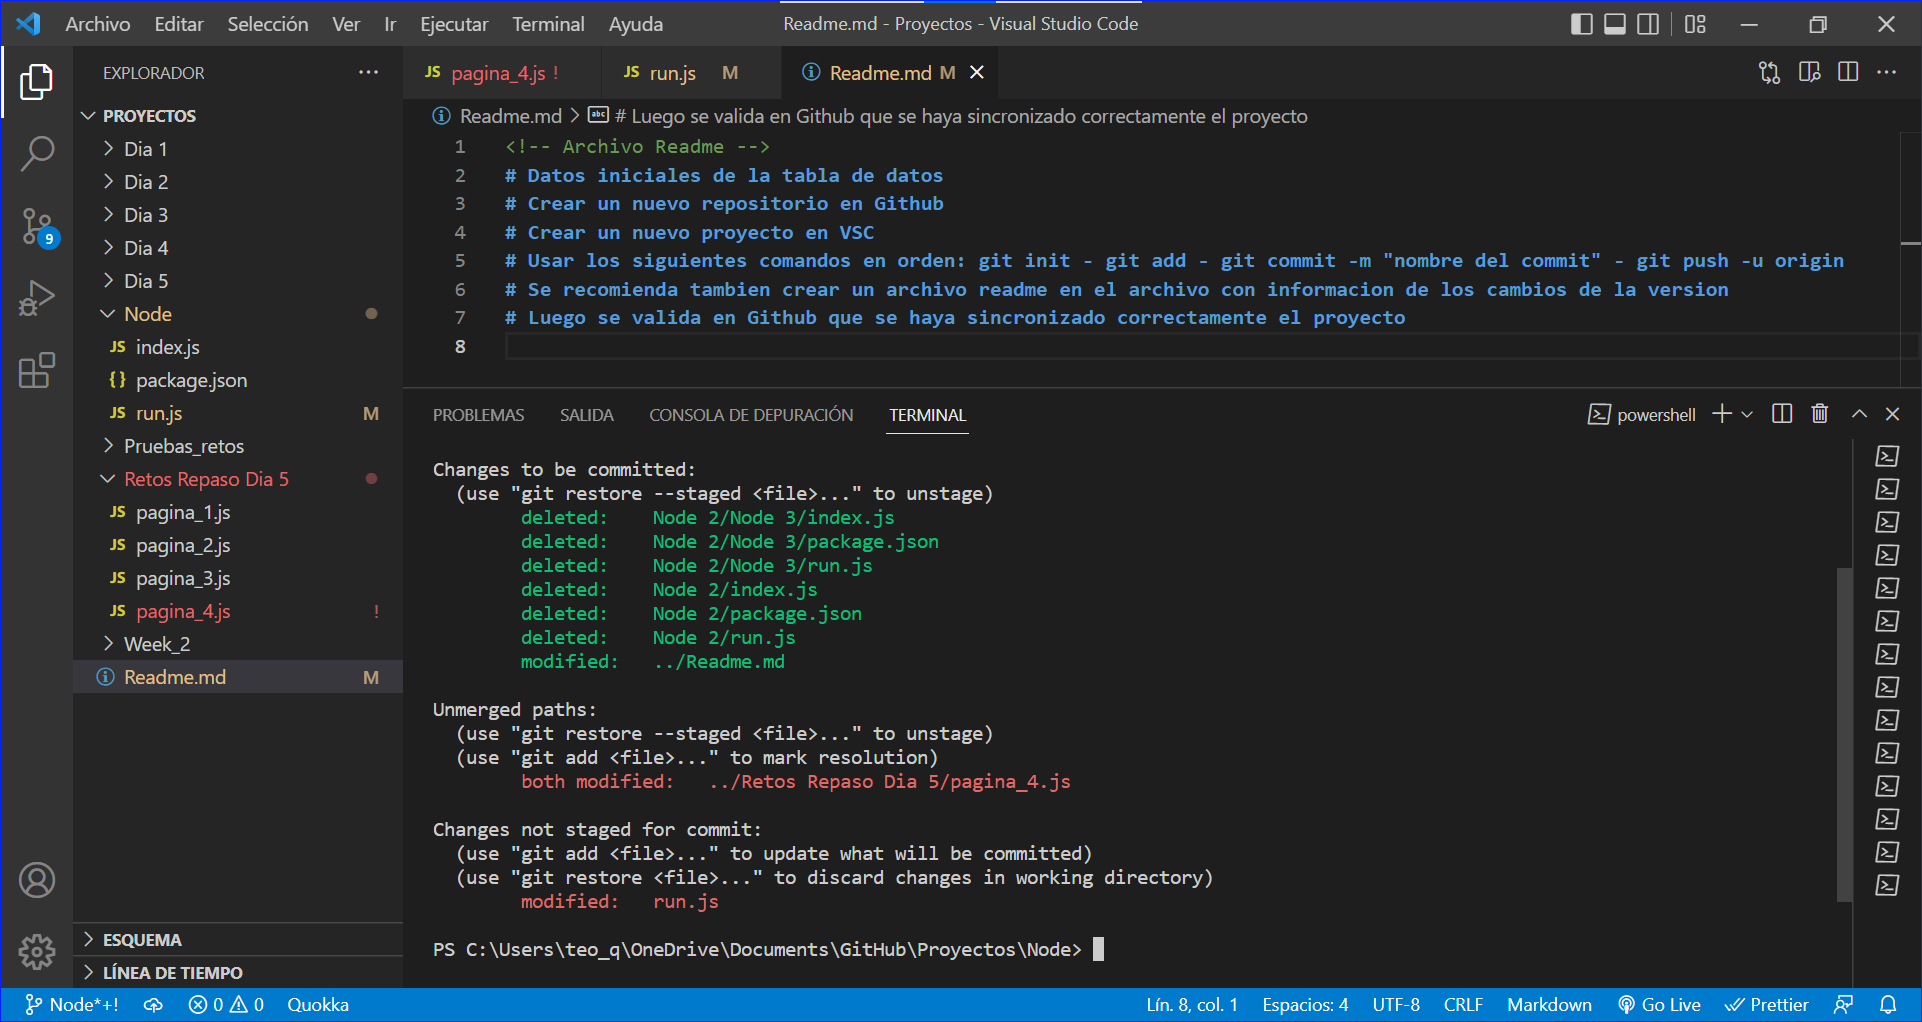 Archivo Editar Selección Ver Ir Ejecutar Terminal Ayuda
Readme.md - Proyectos - Visual Studio Code
EXPLORADOR
JS pagina_4.js !
JS run.js M
Readme.md M
PROYECTOS
Dia 1
Dia 2
Dia 3
Dia 4
Dia 5
Node
JS index.js
{} package.json
JS run.js M
Pruebas_retos
Retos Repaso Dia 5
JS pagina_1.js
JS pagina_2.js
JS pagina_3.js
JS pagina_4.js !
Week_2
Readme.md M
ESQUEMA
LÍNEA DE TIEMPO
9
Readme.md > abc # Luego se valida en Github que se haya sincronizado correctamente el proyecto
1 <!-- Archivo Readme -->
2 # Datos iniciales de la tabla de datos
3 # Crear un nuevo repositorio en Github
4 # Crear un nuevo proyecto en VSC
5 # Usar los siguientes comandos en orden: git init - git add - git commit -m "nombre del commit" - git push -u origin
6 # Se recomienda tambien crear un archivo readme en el archivo con informacion de los cambios de la version
7 # Luego se valida en Github que se haya sincronizado correctamente el proyecto
8
PROBLEMAS SALIDA CONSOLA DE DEPURACIÓN TERMINAL
powershell
Changes to be committed:
(use "git restore --staged <file>..." to unstage)
deleted: Node 2/Node 3/index.js
deleted: Node 2/Node 3/package.json
deleted: Node 2/Node 3/run.js
deleted: Node 2/index.js
deleted: Node 2/package.json
deleted: Node 2/run.js
modified: ../Readme.md
Unmerged paths:
(use "git restore --staged <file>..." to unstage)
(use "git add <file>..." to mark resolution)
both modified: ../Retos Repaso Dia 5/pagina_4.js
Changes not staged for commit:
(use "git add <file>..." to update what will be committed)
(use "git restore <file>..." to discard changes in working directory)
modified: run.js
PS C:\Users\teo_q\OneDrive\Documents\GitHub\Proyectos\Node>
Node*+! 0 0 Quokka
Lín. 8, col. 1 Espacios: 4 UTF-8 CRLF Markdown Go Live Prettier